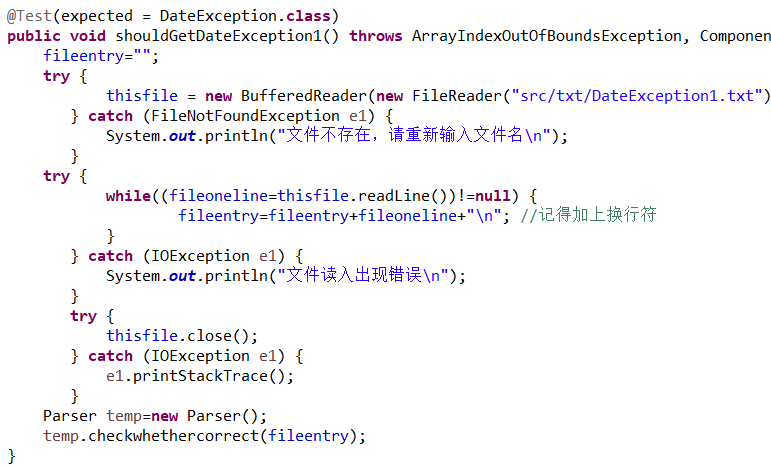 @Test(expected = DateException.class)
public void shouldGetDateException1() throws ArrayIndexOutOfBoundsException, Componen
    fileentry="";
    try {
            thisfile = new BufferedReader(new FileReader("src/txt/DateException1.txt")
        } catch (FileNotFoundException e1) {
            System.out.println("文件不存在，请重新输入文件名\n");
        }
    try {
            while((fileoneline=thisfile.readLine())!=null) {
                    fileentry=fileentry+fileoneline+"\n"; //记得加上换行符
            }
        } catch (IOException e1) {
            System.out.println("文件读入出现错误\n");
        }
        try {
            thisfile.close();
        } catch (IOException e1) {
            e1.printStackTrace();
        }
    Parser temp=new Parser();
    temp.checkwhethercorrect(fileentry);
}